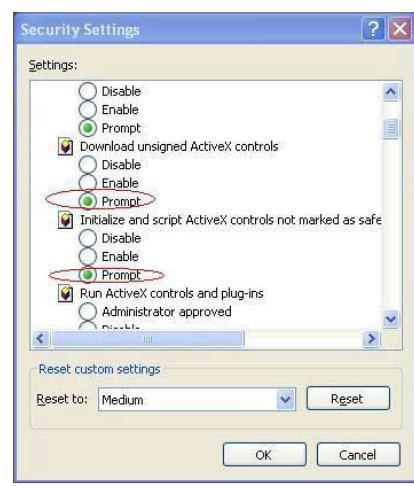 Security Settings
Settings:
Disable
Enable
Prompt
Download unsigned ActiveX controls
Disable
Enable
Prompt
Initialize and script ActiveX controls not marked as safe
Disable
Enable
Prompt
Run ActiveX controls and plug-ins
Administrator approved
Disable
Reset custom settings
Reset to: Medium Reset
OK Cancel